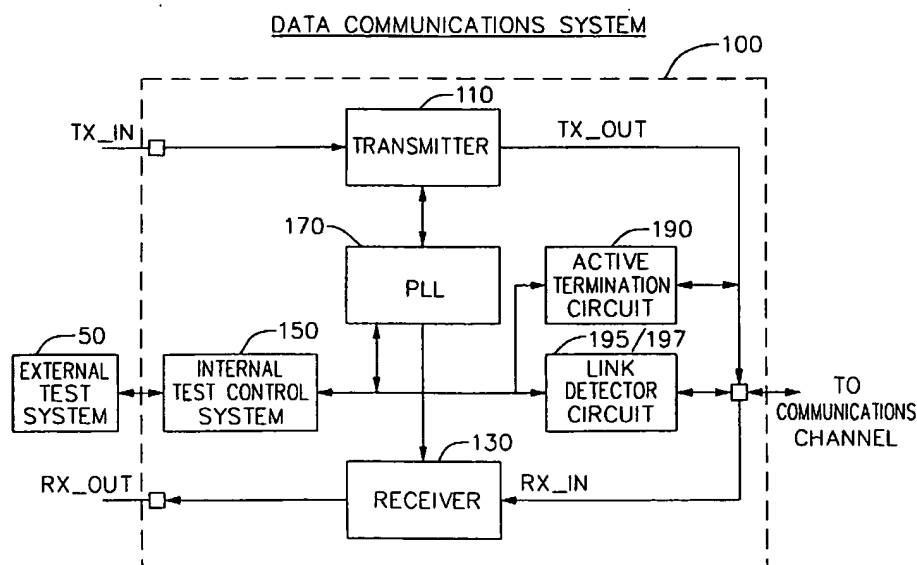 DATA COMMUNICATIONS SYSTEM
100
110
TX_IN
TRANSMITTER
TX_OUT
170
PLL
190
ACTIVE
TERMINATION
CIRCUIT
50
EXTERNAL
TEST
SYSTEM
150
INTERNAL
TEST CONTROL
SYSTEM
195/197
LINK
DETECTOR
CIRCUIT
TO
COMMUNICATIONS
CHANNEL
130
RX_OUT
RECEIVER
RX_IN